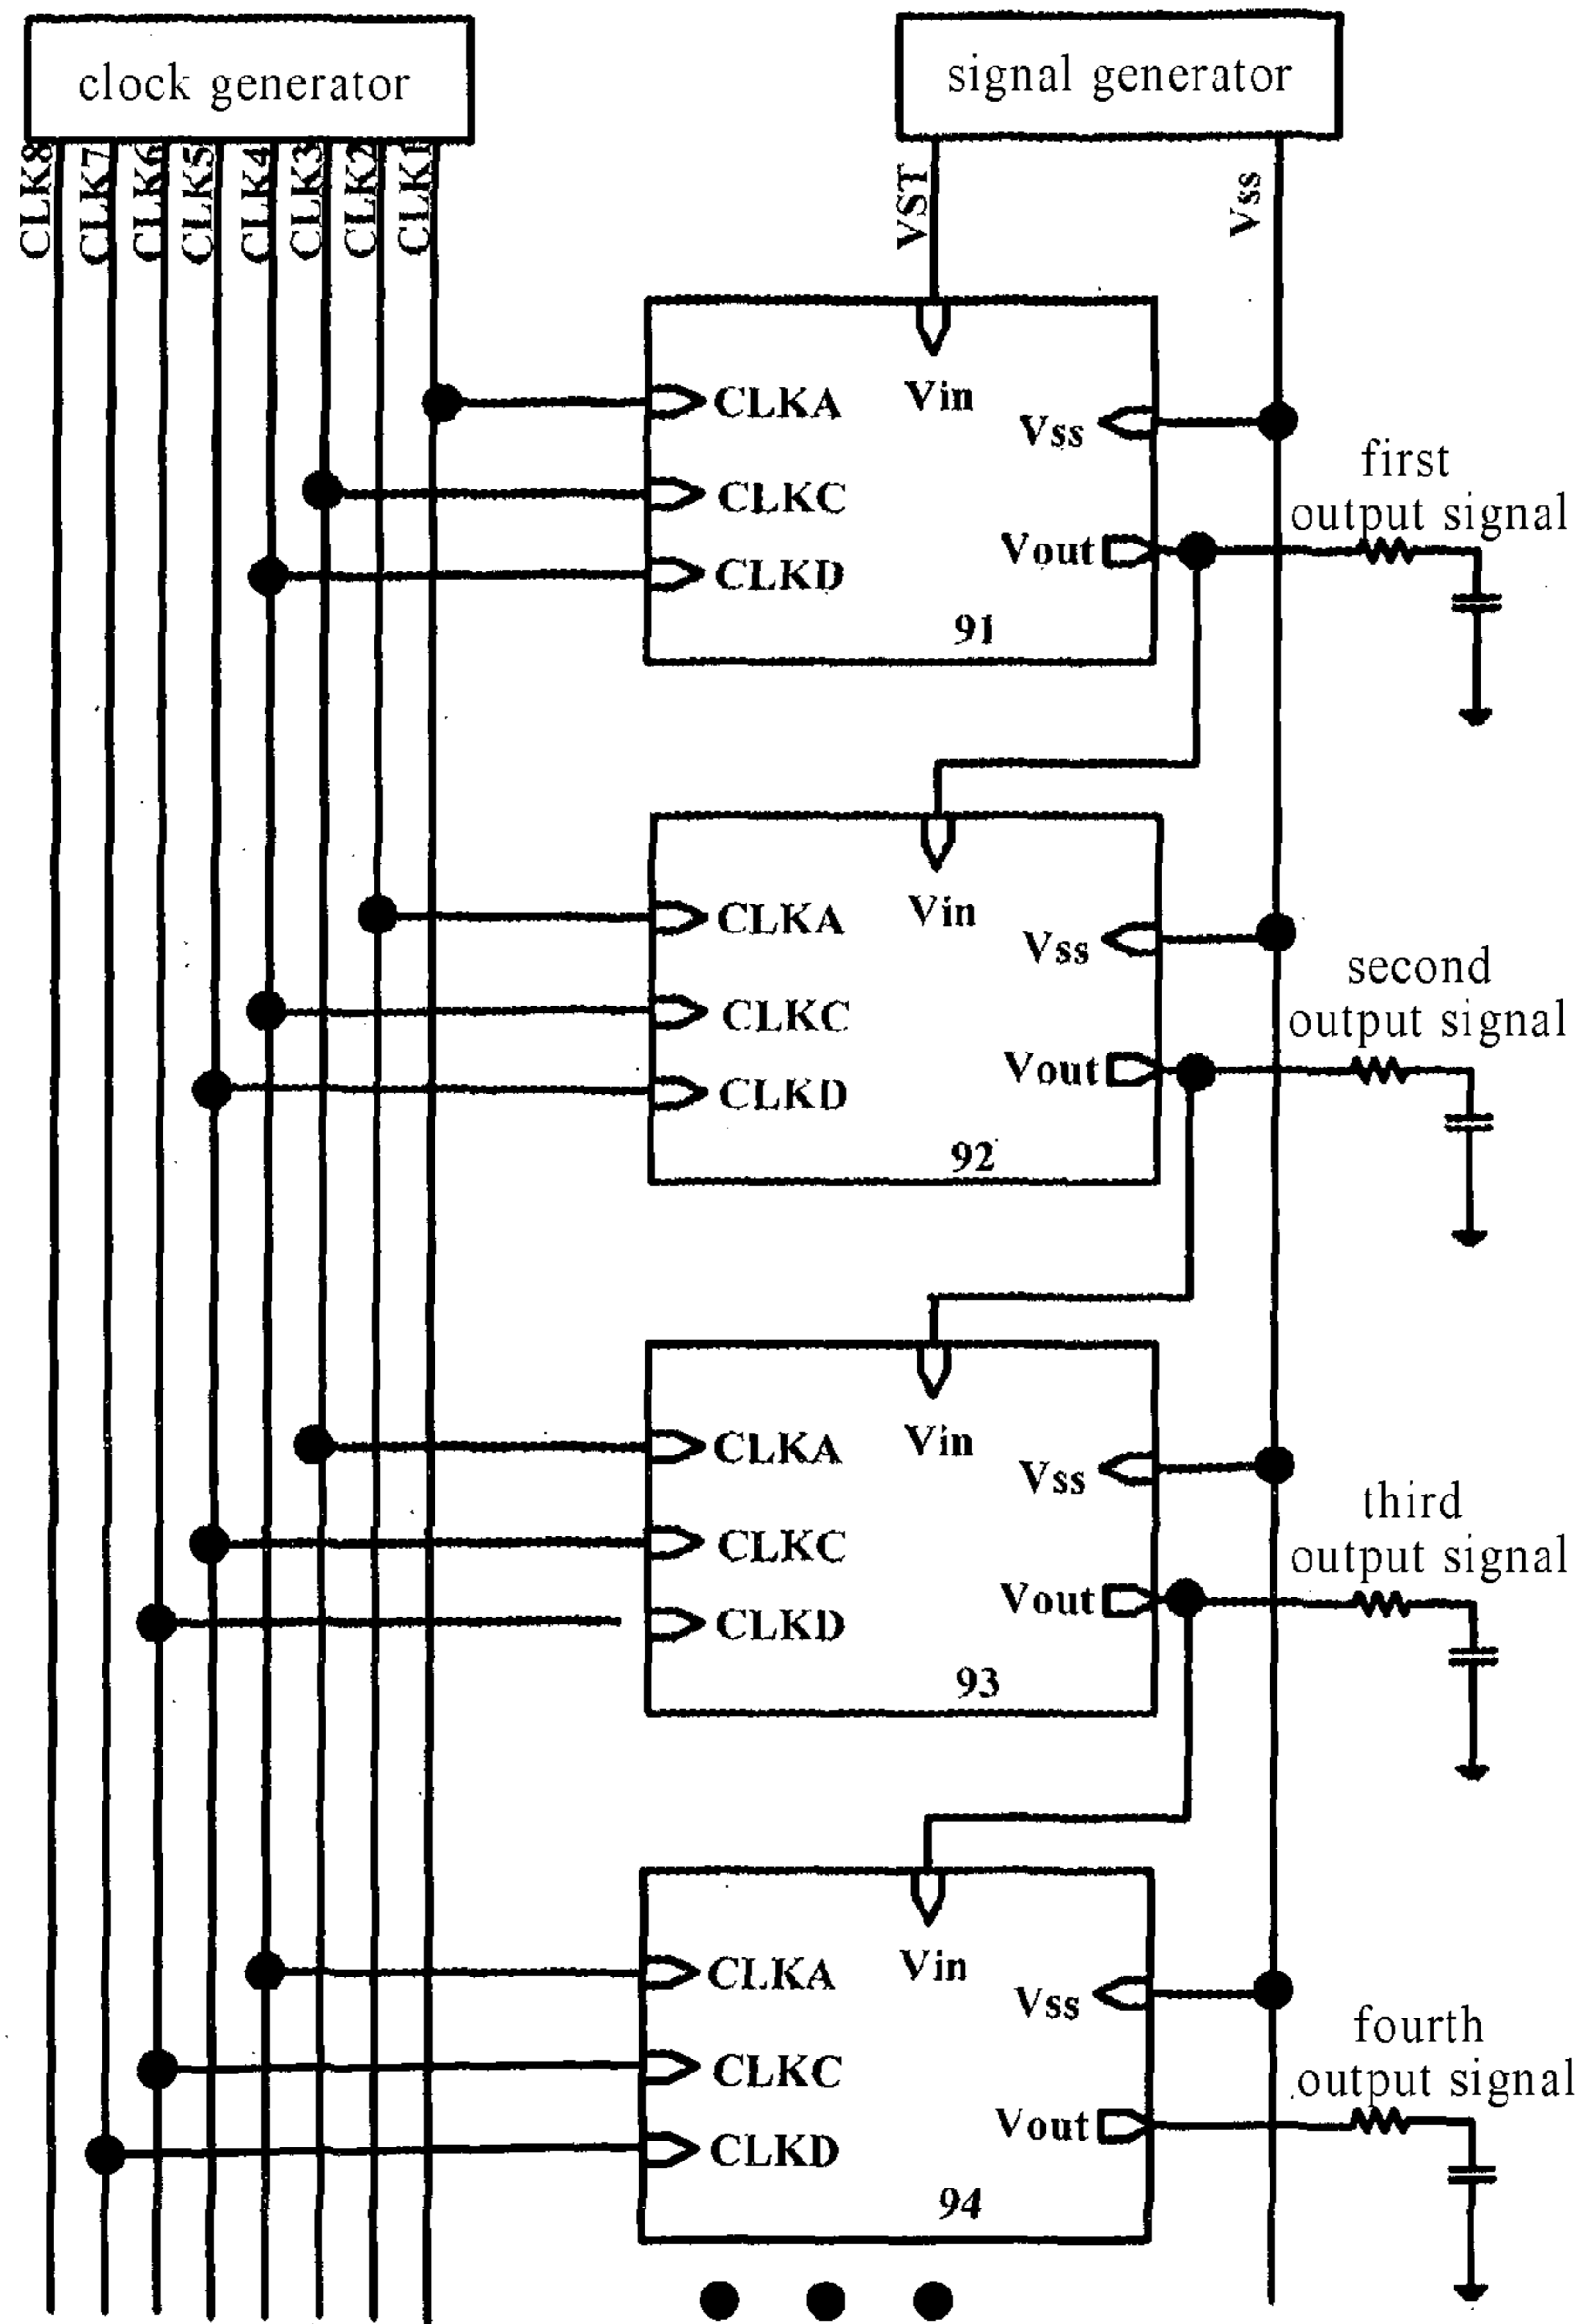 clock generator
signal generator
CLK8
CLK7
CLK6
CLK5
CLK4
CLK3
CLK2
CLK1
VST
Vss
CLKA
Vin
Vss
CLKC
first
output signal
Vout
CLKD
91
CLKA
Vin
Vss
CLKC
second
output signal
Vout
CLKD
92
CLKA
Vin
Vss
CLKC
third
output signal
Vout
CLKD
93
CLKA
Vin
Vss
CLKC
fourth
output signal
Vout
CLKD
94